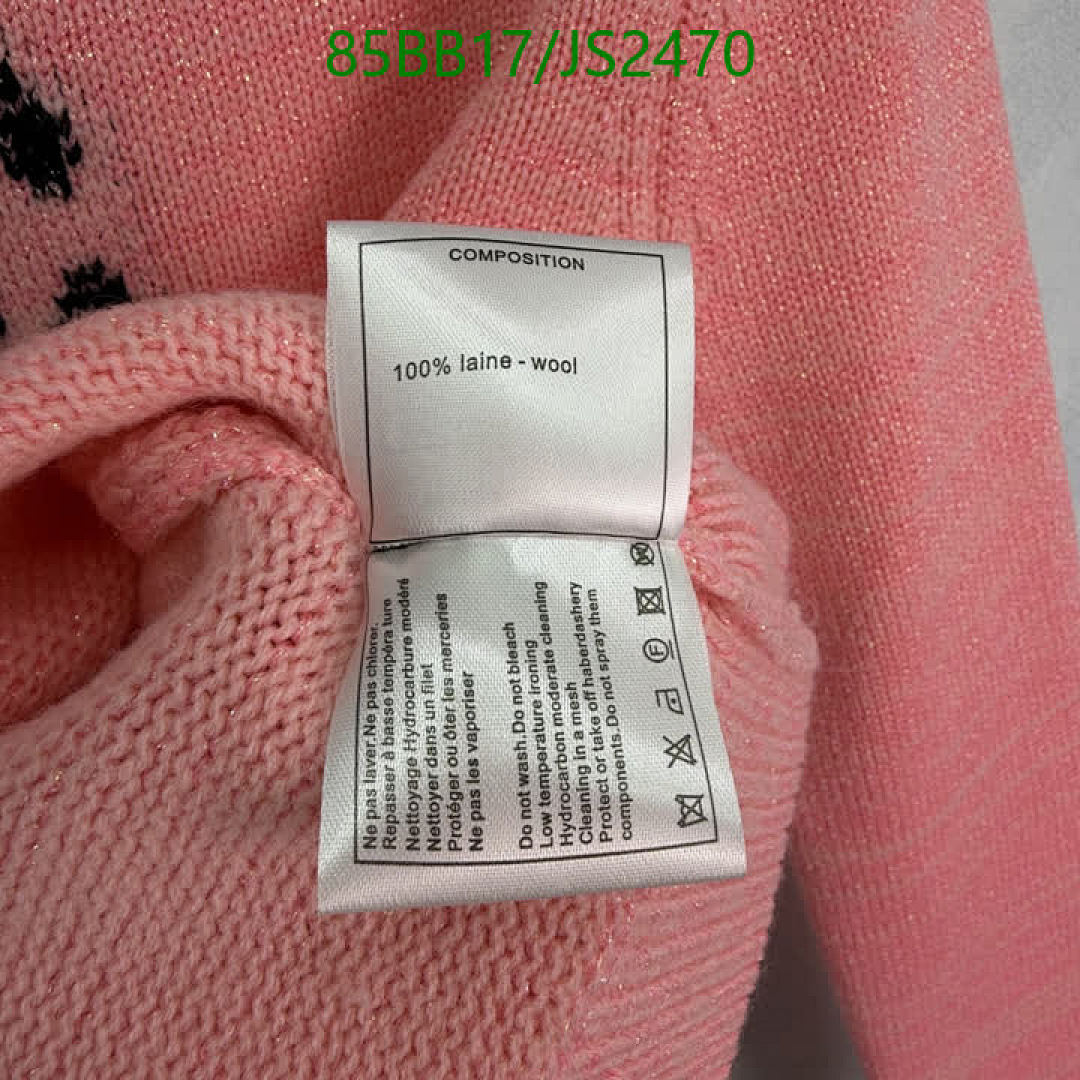 85BB17/JS2470
COMPOSITION
100% laine - wool
Ne pas laver.Ne pas chlorer.
Repasser à basse tempéra ture
Nettoyage Hydrocarbure modéré
Nettoyer dans un filet
Protéger ou ôter les merceries
Ne pas les vaporiser
Do not wash.Do not bleach
Low temperature ironing
Hydrocarbon moderate cleaning
Cleaning in a mesh
Protect or take off haberdashery
components.Do not spray them
F